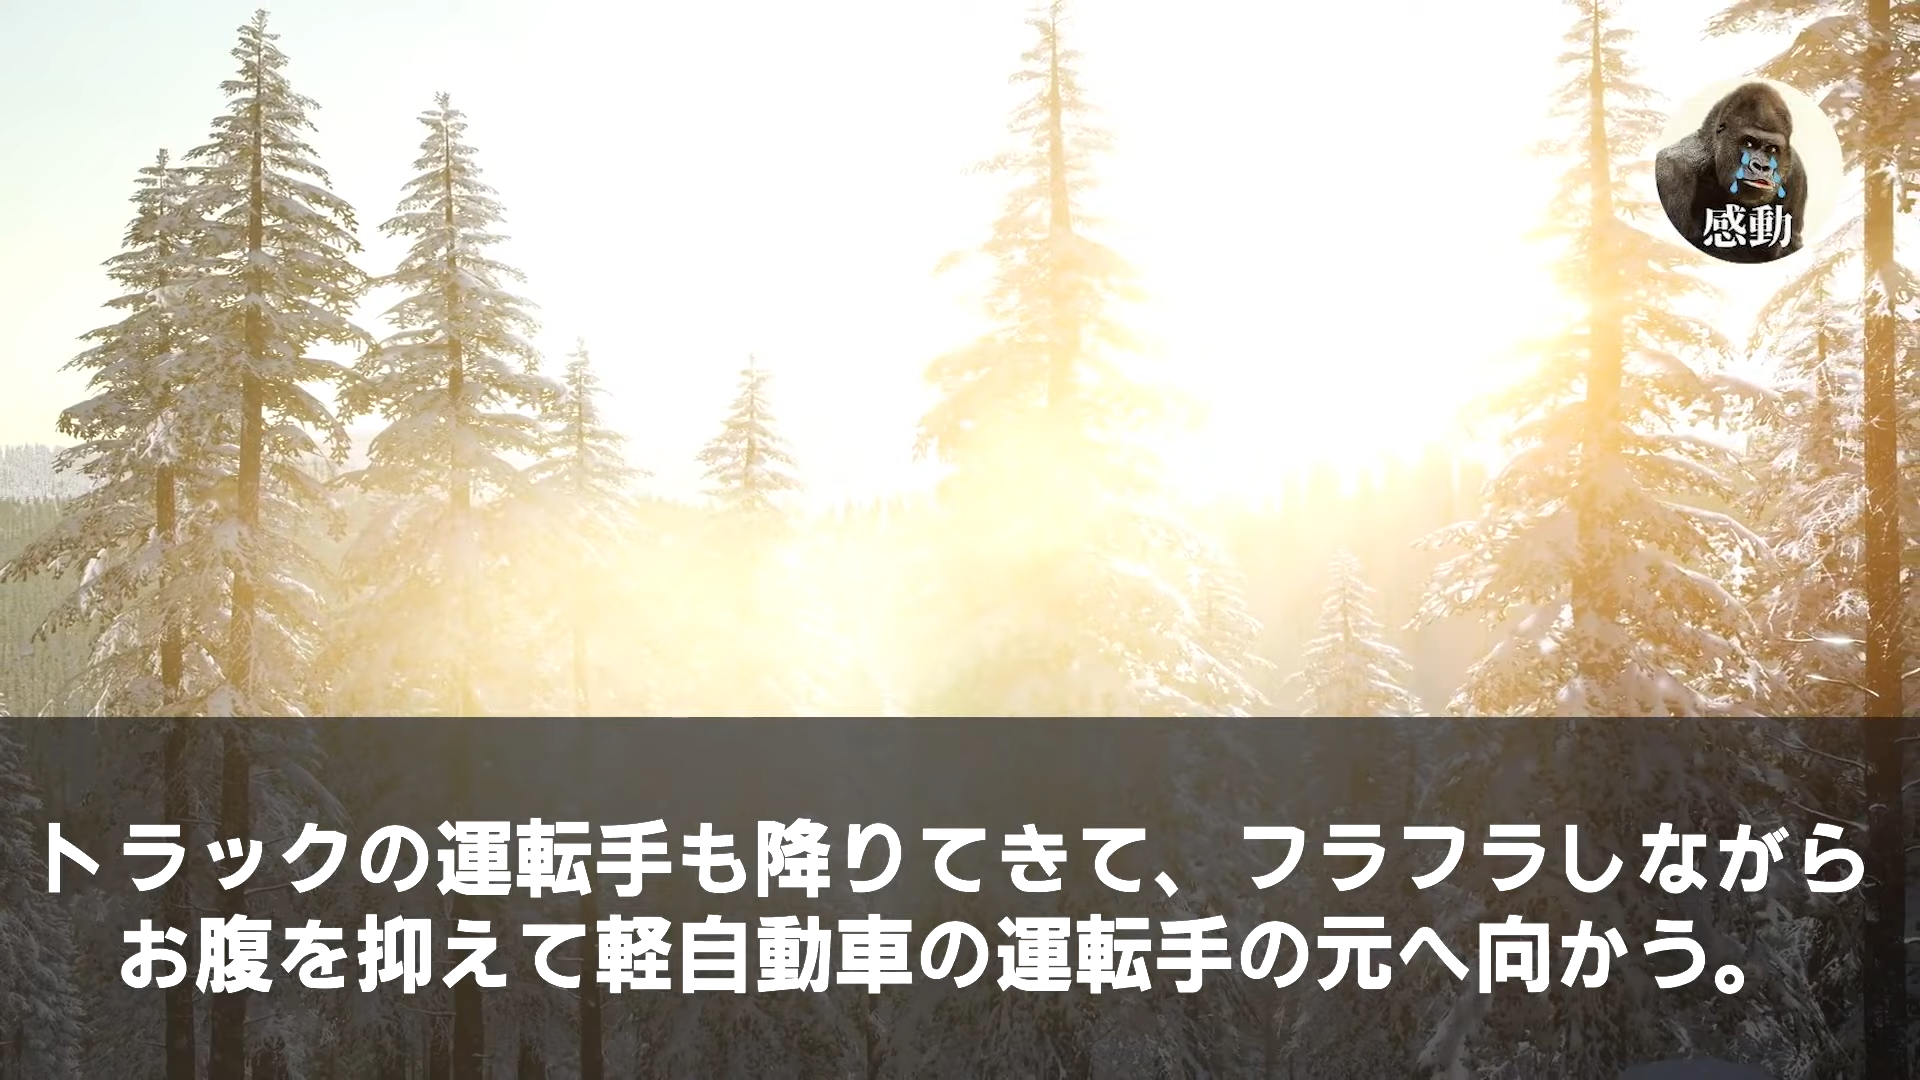 感動
トラックの運転手も降りてきて、フラフラしながら
お腹を抑えて軽自動車の運転手の元へ向かう。